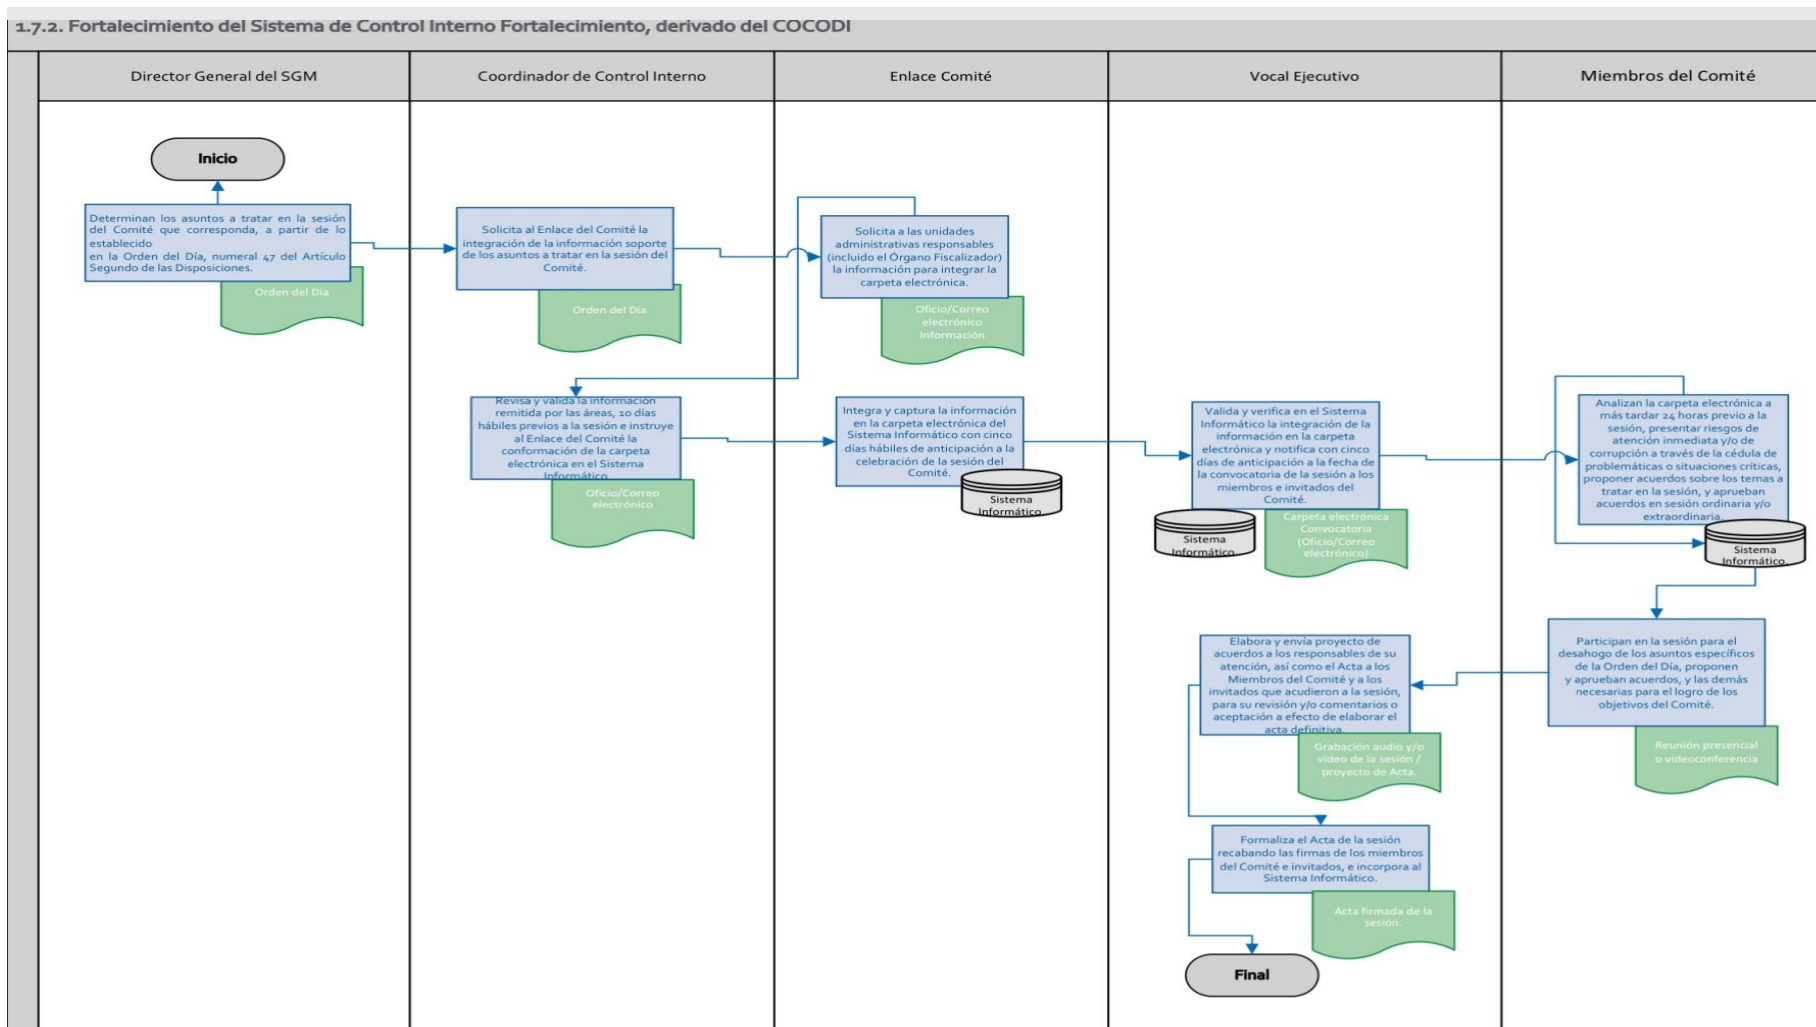 1.7.2. Fortalecimiento del Sistema de Control Interno Fortalecimiento, derivado del COCODI
Director General del SGM
Coordinador de Control Interno
Enlace Comité
Vocal Ejecutivo
Miembros del Comité
Inicio
Determinan los asuntos a tratar en la sesión
del Comité que corresponda, a partir de lo
establecido
en la Orden del Día, numeral 47 del Artículo
Segundo de las Disposiciones.
Orden del Día
Solicita al Enlace del Comité la
integración de la información soporte
de los asuntos a tratar en la sesión del
Comité.
Orden del Día
Solicita a las unidades
administrativas responsables
(incluido el Órgano Fiscalizador)
la información para integrar la
carpeta electrónica.
Oficio/Correo
electrónico
Información
Revisa y valida la información
remitida por las áreas, 10 días
hábiles previos a la sesión e instruye
al Enlace del Comité la
conformación de la carpeta
electrónica en el Sistema
Informático.
Oficio/Correo
electrónico
Integra y captura la información
en la carpeta electrónica del
Sistema Informático con cinco
días hábiles de anticipación a la
celebración de la sesión del
Comité.
Sistema
Informático
Valida y verifica en el Sistema
Informático la integración de la
información en la carpeta
electrónica y notifica con cinco
días de anticipación a la fecha de
la convocatoria de la sesión a los
miembros e invitados del
Comité.
Sistema
Informático
Carpeta electrónica
Convocatoria
(Oficio/Correo
electrónico)
Analizan la carpeta electrónica a
más tardar 24 horas previo a la
sesión, presentar riesgos de
atención inmediata y/o de
corrupción a través de la cédula de
problemáticas o situaciones críticas,
proponer acuerdos sobre los temas a
tratar en la sesión, y aprueban
acuerdos en sesión ordinaria y/o
extraordinaria.
Sistema
Informático.
Participan en la sesión para el
desahogo de los asuntos específicos
de la Orden del Día, proponen
y aprueban acuerdos, y las demás
necesarias para el logro de los
objetivos del Comité.
Reunión presencial
o videoconferencia
Elabora y envía proyecto de
acuerdos a los responsables de su
atención, así como el Acta a los
Miembros del Comité y a los
invitados que acudieron a la sesión,
para su revisión y/o comentarios o
aceptación a efecto de elaborar el
acta definitiva.
Grabación audio y/o
video de la sesión /
proyecto de Acta.
Formaliza el Acta de la sesión
recabando las firmas de los miembros
del Comité e invitados, e incorpora al
Sistema Informático.
Acta firmada de la
sesión.
Final